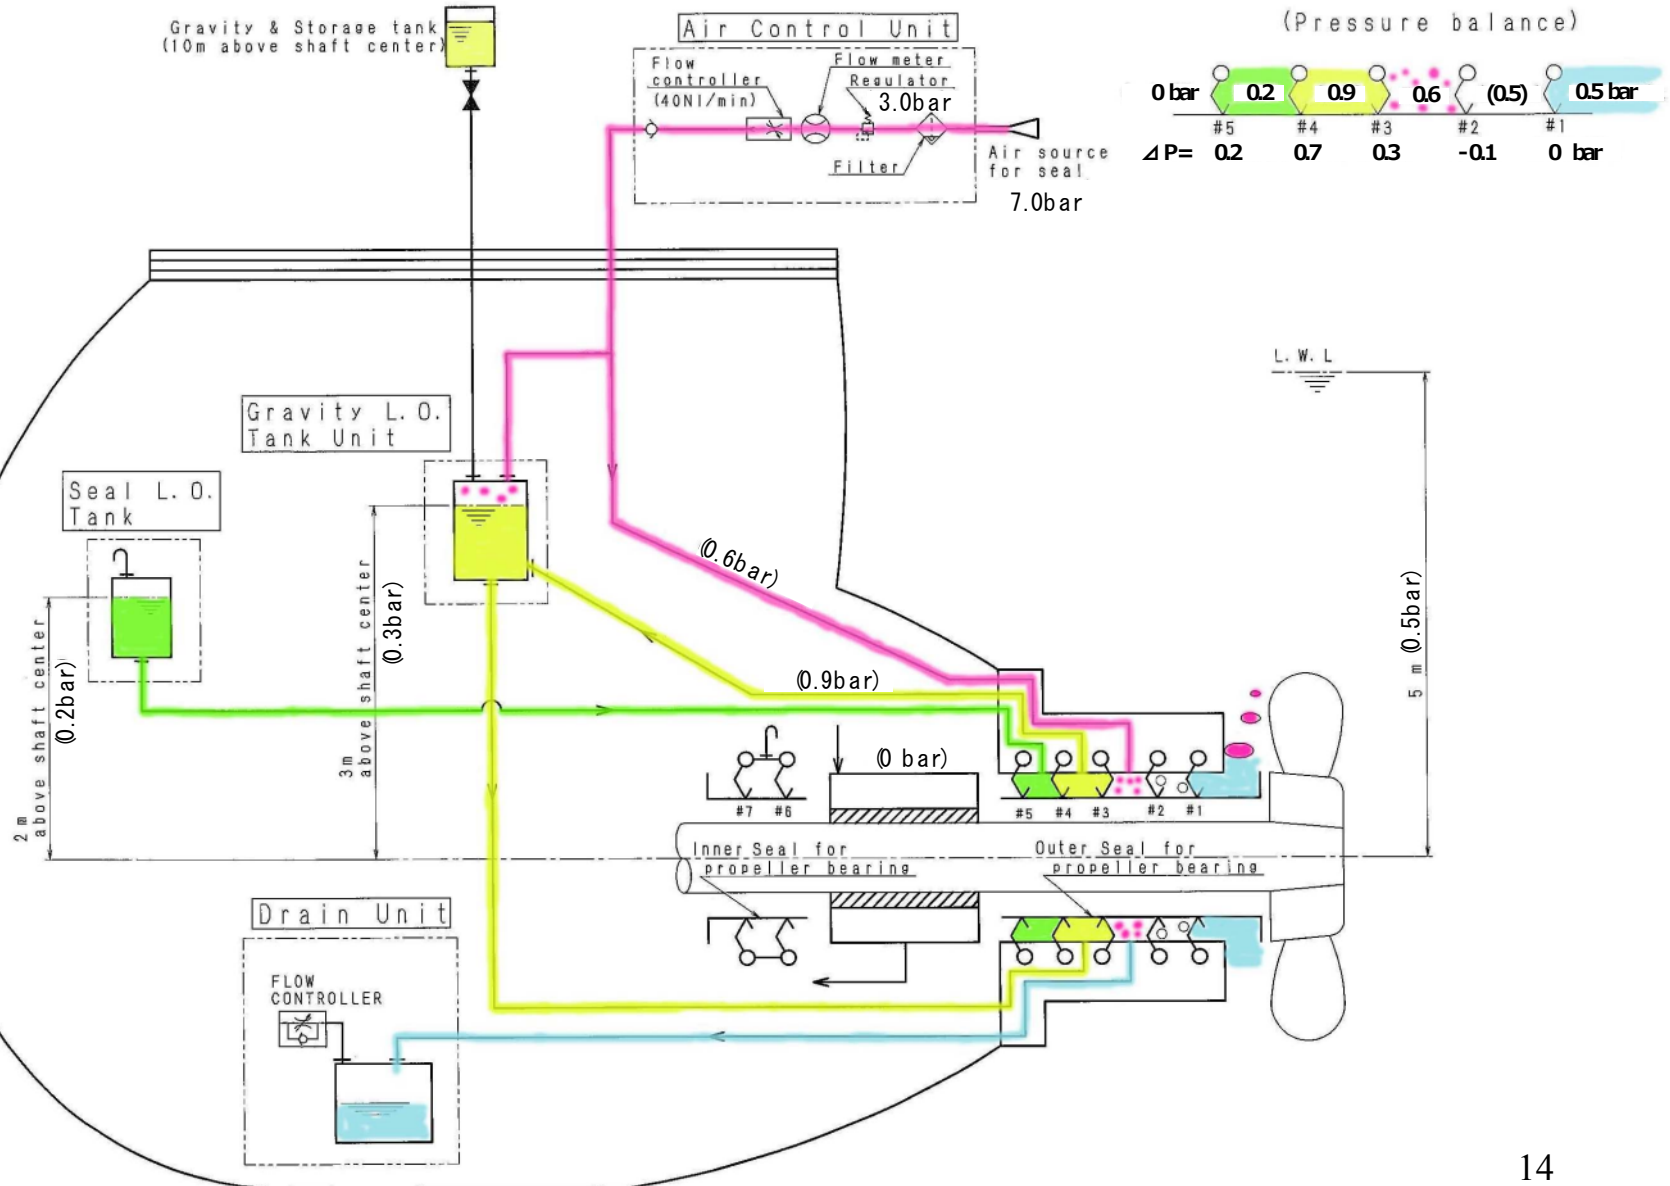 Gravity & Storage tank
(10m above shaft center)
Air Control Unit
Flow
controller
(40Nl/min)
Flow meter
Regulator
3.0bar
Filter
Air source
for seal
7.0bar
(Pressure balance)
0 bar 0.2 0.9 0.6 (0.5) 0.5 bar
#5 #4 #3 #2 #1
⊿P= 0.2 0.7 0.3 -0.1 0 bar
L.W.L
Gravity L.O.
Tank Unit
Seal L.O.
Tank
2 m
above shaft center
(0.2bar)
3m
above shaft center
(0.3bar)
(0.6bar)
(0.9bar)
(0 bar)
5 m (0.5bar)
#7 #6
#5 #4 #3 #2 #1
Inner Seal for
propeller bearing
Outer Seal for
propeller bearing
Drain Unit
FLOW
CONTROLLER
14